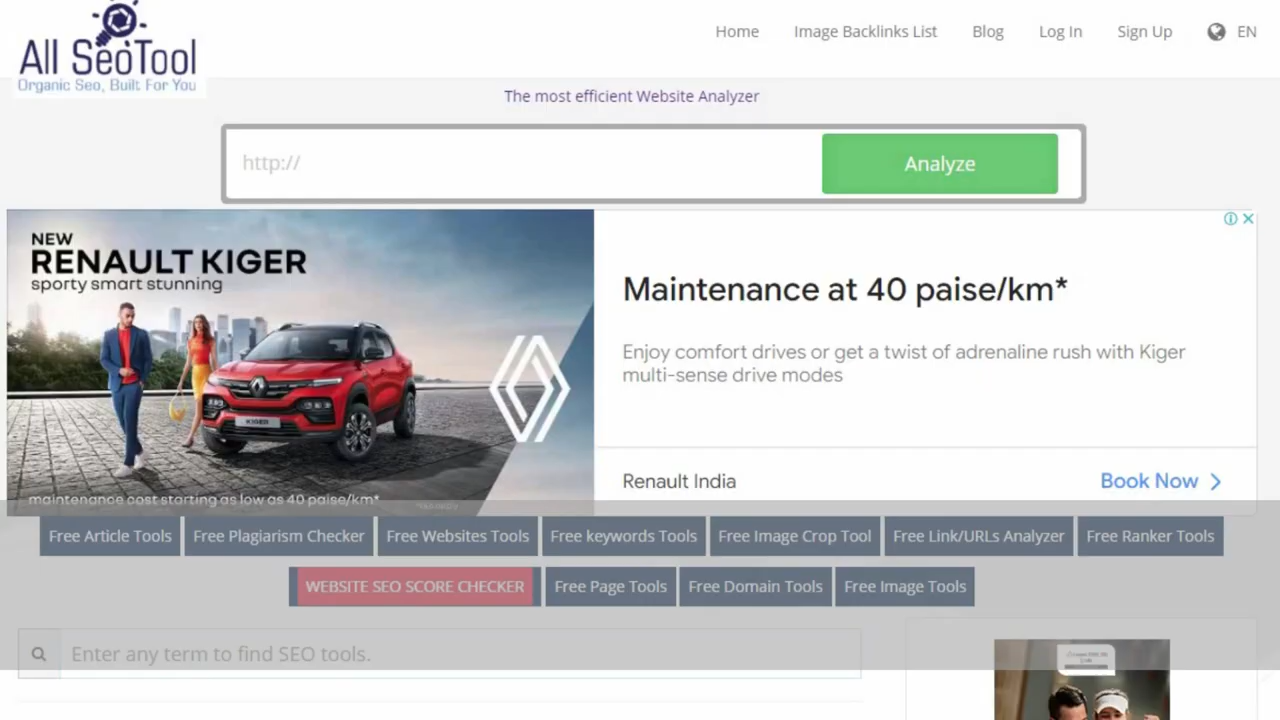 All SeoTool
Organic Seo, Built For You
Home Image Backlinks List Blog Log In Sign Up EN
The most efficient Website Analyzer
http:// Analyze
NEW
RENAULT KIGER
sporty smart stunning
KIGER
maintenance cost starting as low as 40 paise/km*
Maintenance at 40 paise/km*
Enjoy comfort drives or get a twist of adrenaline rush with Kiger
multi-sense drive modes
Renault India Book Now
Free Article Tools Free Plagiarism Checker Free Websites Tools Free keywords Tools Free Image Crop Tool Free Link/URLs Analyzer Free Ranker Tools
WEBSITE SEO SCORE CHECKER Free Page Tools Free Domain Tools Free Image Tools
Enter any term to find SEO tools.